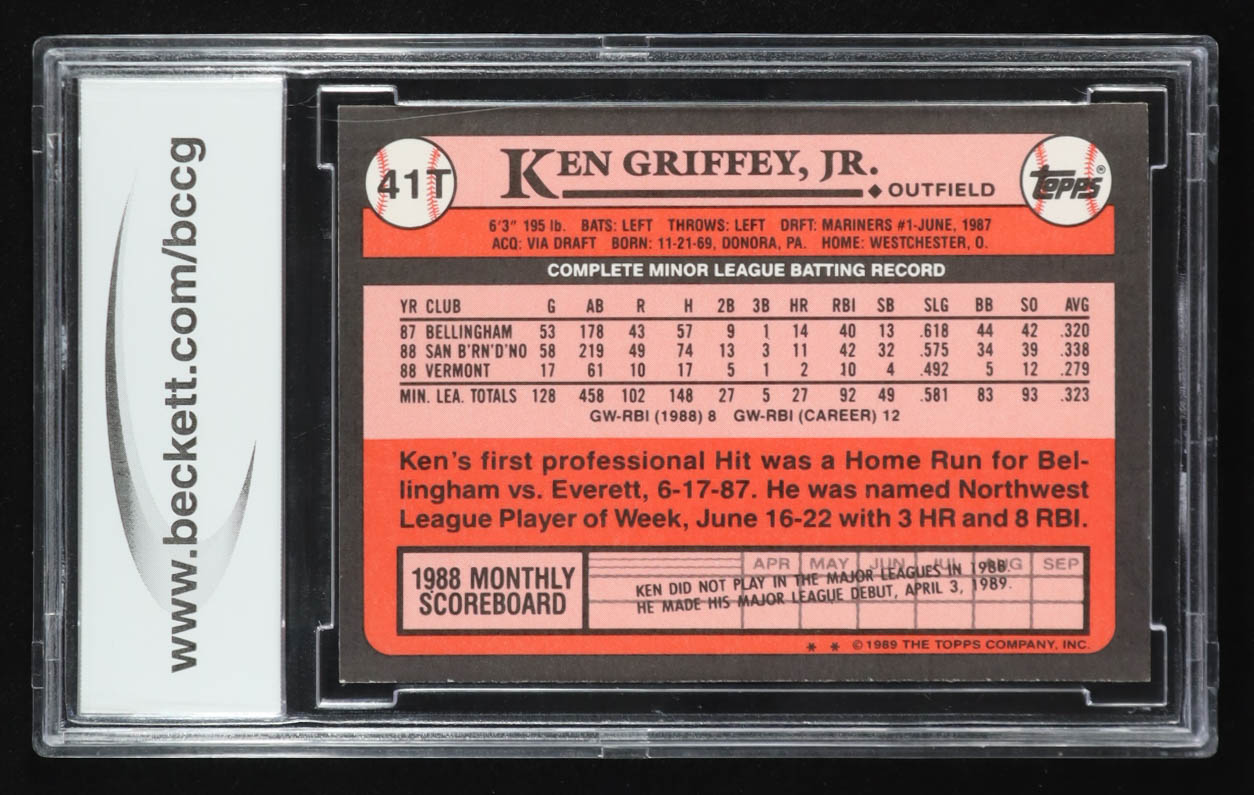 www.beckett.com/bccg
41T
KEN GRIFFEY, JR.
◆ OUTFIELD
TOPPS®
6'3" 195 lb. BATS: LEFT THROWS: LEFT DRFT: MARINERS #1-JUNE, 1987
ACQ: VIA DRAFT BORN: 11-21-69, DONORA, PA. HOME: WESTCHESTER, O.
COMPLETE MINOR LEAGUE BATTING RECORD
YR CLUB G AB R H 2B 3B HR RBI SB SLG BB SO AVG
87 BELLINGHAM 53 178 43 57 9 1 14 40 13 .618 44 42 .320
88 SAN B'RN'D'NO 58 219 49 74 13 3 11 42 32 .575 34 39 .338
88 VERMONT 17 61 10 17 5 1 2 10 4 .492 5 12 .279
MIN. LEA. TOTALS 128 458 102 148 27 5 27 92 49 .581 83 93 .323
GW-RBI (1988) 8 GW-RBI (CAREER) 12
Ken's first professional Hit was a Home Run for Bel-
lingham vs. Everett, 6-17-87. He was named Northwest
League Player of Week, June 16-22 with 3 HR and 8 RBI.
1988 MONTHLY
SCOREBOARD
APR MAY JUN JUL AUG SEP
KEN DID NOT PLAY IN THE MAJOR LEAGUES IN 1988.
HE MADE HIS MAJOR LEAGUE DEBUT, APRIL 3, 1989.
* * © 1989 THE TOPPS COMPANY, INC.